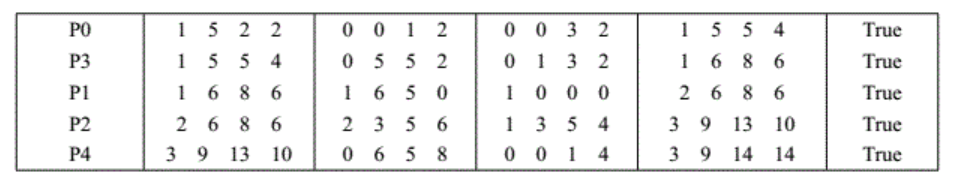 P0 1 5 2 2 0 0 1 2 0 0 3 2 1 5 5 4 True
P3 1 5 5 4 0 5 5 2 0 1 3 2 1 6 8 6 True
P1 1 6 8 6 1 6 5 0 1 0 0 0 2 6 8 6 True
P2 2 6 8 6 2 3 5 6 1 3 5 4 3 9 13 10 True
P4 3 9 13 10 0 6 5 8 0 0 1 4 3 9 14 14 True